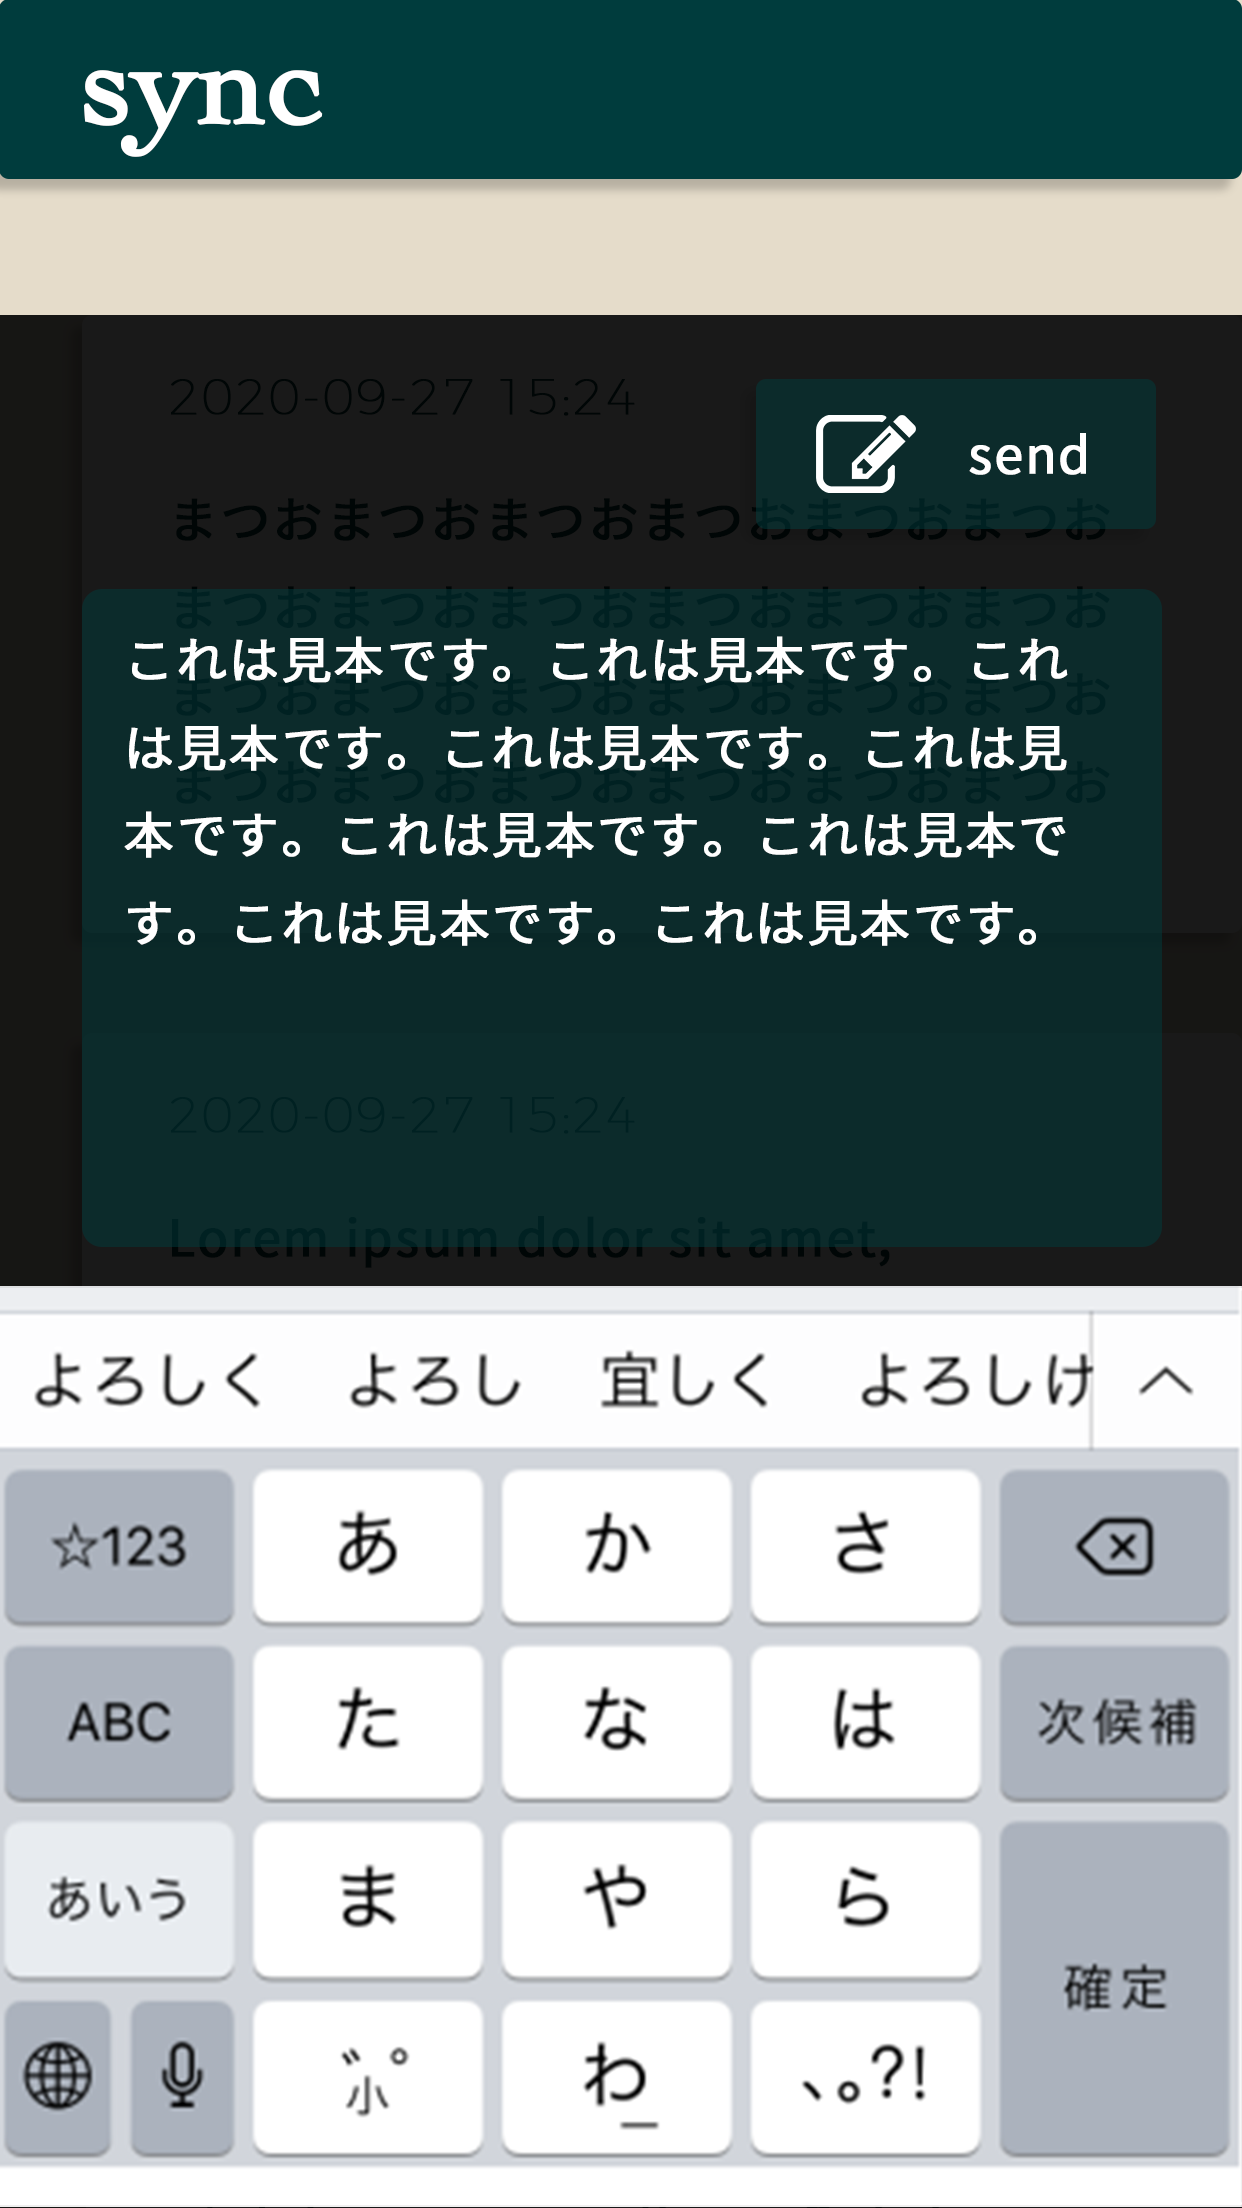 sync
2020-09-27 15:24
send
まつおまつおまつおまつおまつおまつお
まつおまつおまつおまつおまつおまつお
まつおまつおまつおまつおまつおまつお
まつおまつおまつおまつおまつおまつお
これは見本です。これは見本です。これ
は見本です。これは見本です。これは見
本です。これは見本です。これは見本で
す。これは見本です。これは見本です。
2020-09-27 15:24
Lorem ipsum dolor sit amet,
よろしく よろし 宜しく よろしけ
☆123 あ か さ
ABC た な は 次候補
あいう ま や ら
確定
゛゜小 わ 、。?!